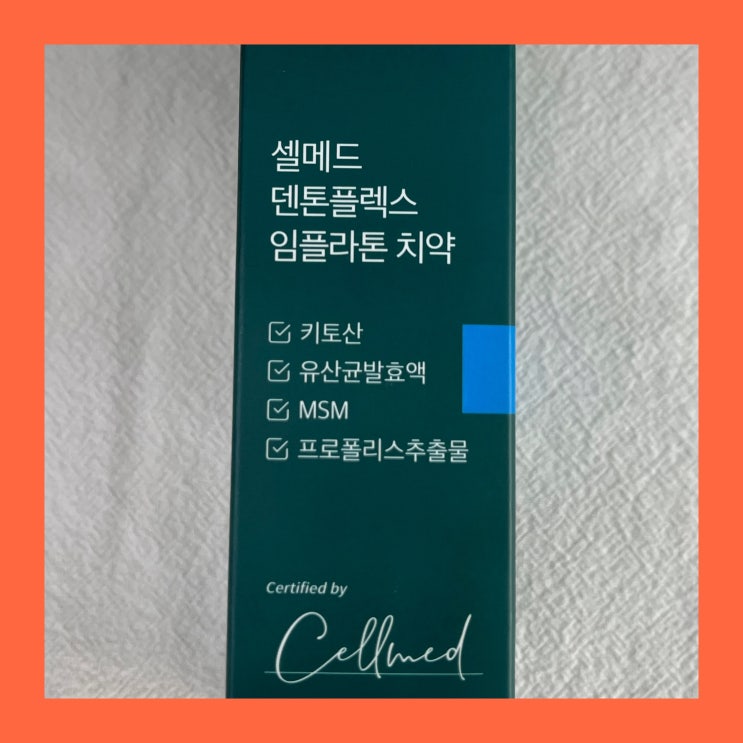 셀메드
덴톤플렉스
임플라톤 치약
키토산
유산균발효액
MSM
프로폴리스추출물
Certified by
Cellmed